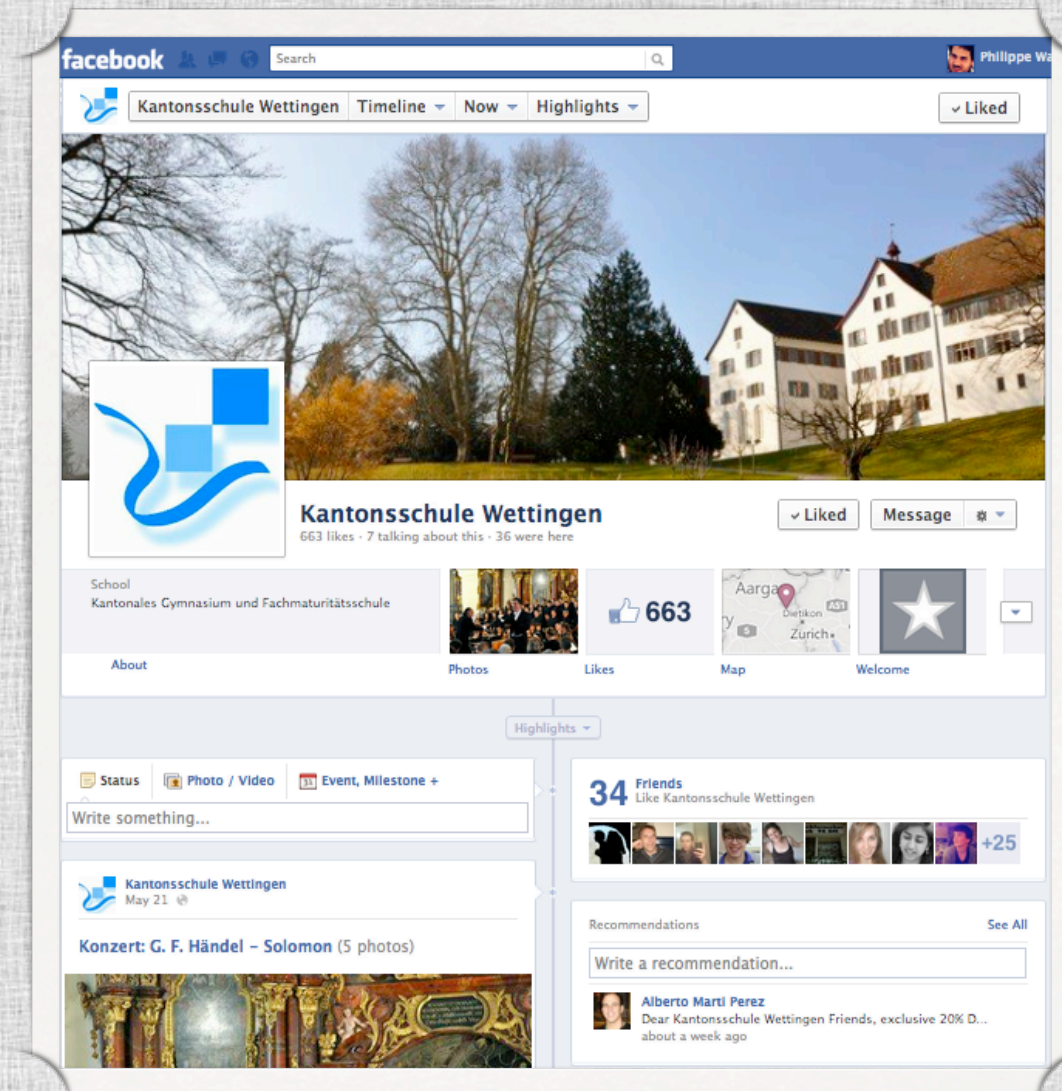 facebook Search Philippe Wa
Kantonsschule Wettingen Timeline Now Highlights Liked
Kantonsschule Wettingen Liked Message
663 likes · 7 talking about this · 36 were here
School
Kantonales Gymnasium und Fachmaturitätsschule
About
Photos
663
Likes
Aarga
Dietikon
A51
5
Zurich
Map
Welcome
Highlights
Status Photo / Video 31 Event, Milestone +
Write something...
34 Friends
Like Kantonsschule Wettingen
+25
Kantonsschule Wettingen
May 21
Konzert: G. F. Händel – Solomon (5 photos)
Recommendations See All
Write a recommendation...
Alberto Marti Perez
Dear Kantonsschule Wettingen Friends, exclusive 20% D...
about a week ago